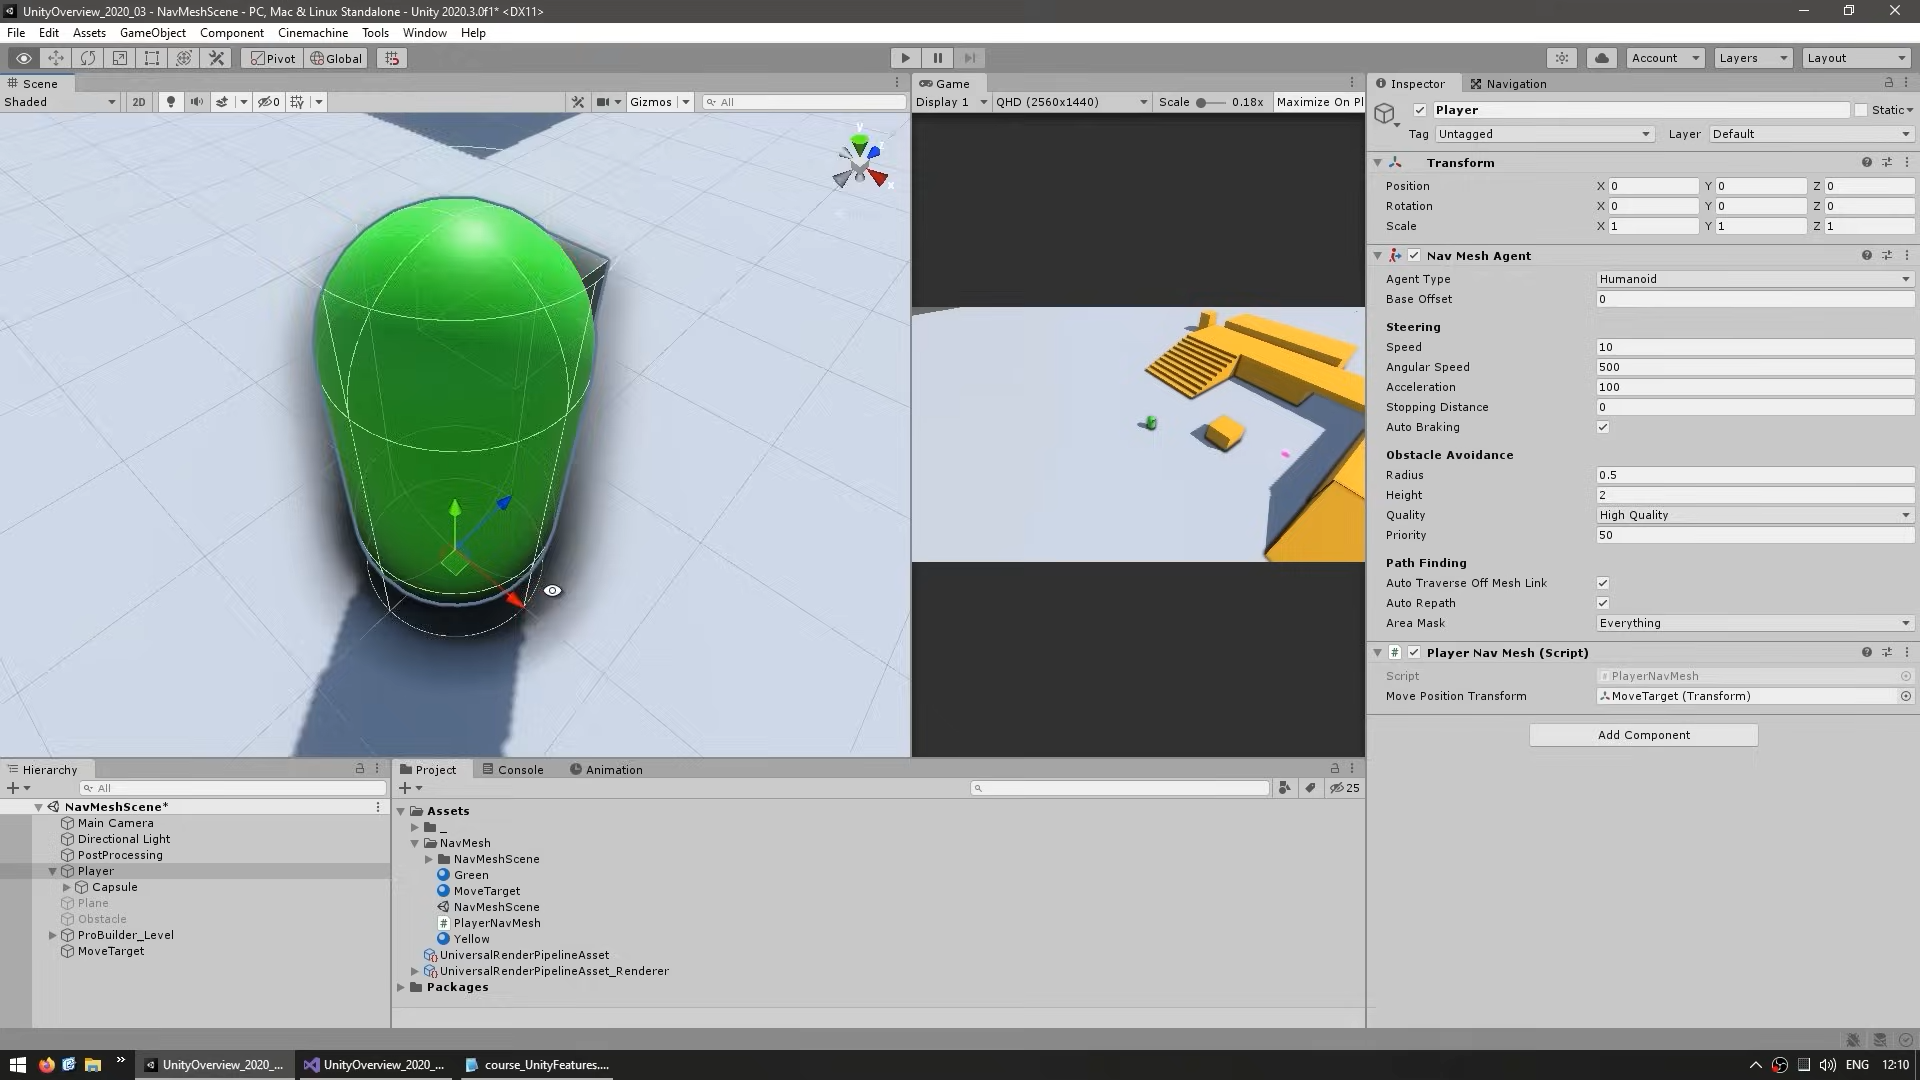 UnityOverview_2020_03 - NavMeshScene - PC, Mac & Linux Standalone - Unity 2020.3.0f1* <DX11>
File Edit Assets GameObject Component Cinemachine Tools Window Help
Pivot Global Account Layers Layout
Scene Game Inspector Navigation
Shaded 2D 0 Gizmos All Display 1 QHD (2560x1440) Scale 0.18x Maximize On Pl
Player Static
Tag Untagged Layer Default
Transform
Position X 0 Y 0 Z 0
Rotation X 0 Y 0 Z 0
Scale X 1 Y 1 Z 1
Nav Mesh Agent
Agent Type Humanoid
Base Offset 0
Steering
Speed 10
Angular Speed 500
Acceleration 100
Stopping Distance 0
Auto Braking
Obstacle Avoidance
Radius 0.5
Height 2
Quality High Quality
Priority 50
Path Finding
Auto Traverse Off Mesh Link
Auto Repath
Area Mask Everything
# Player Nav Mesh (Script)
Script # PlayerNavMesh
Move Position Transform MoveTarget (Transform)
Add Component
y
x
Hierarchy
All
NavMeshScene*
Main Camera
Directional Light
PostProcessing
Player
Capsule
Plane
Obstacle
ProBuilder_Level
MoveTarget
Project Console Animation
25
Assets
_
NavMesh
NavMeshScene
Green
MoveTarget
NavMeshScene
# PlayerNavMesh
Yellow
UniversalRenderPipelineAsset
UniversalRenderPipelineAsset_Renderer
Packages
UnityOverview_2020_... UnityOverview_2020_... course_UnityFeatures.... ENG 12:10